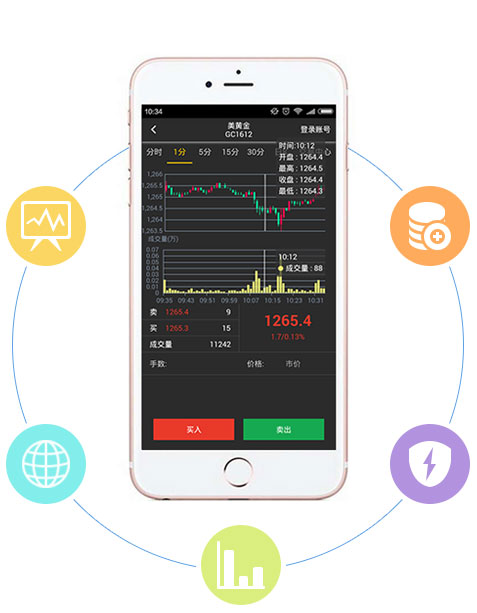 10:34
美黄金
GC1612
登录账号
分时 1分 5分 15分 30分 心
时间:10:12
开盘 : 1264.4
最高 : 1264.5
收盘 : 1264.4
最低 : 1264.3
1,266
1,265.5
1,265
1,264.5
1,264
1,263.5
成交量(万)
10:12
成交量 : 88
0.07
0.06
0.05
0.04
0.03
0.02
0.01
0
09:35 09:43 09:51 09:59 10:07 10:15 10:23 10:31
卖 1265.4 9
买 1265.3 15
成交量 11242
1265.4
1.7/0.13%
手数: 价格: 市价
买入 卖出